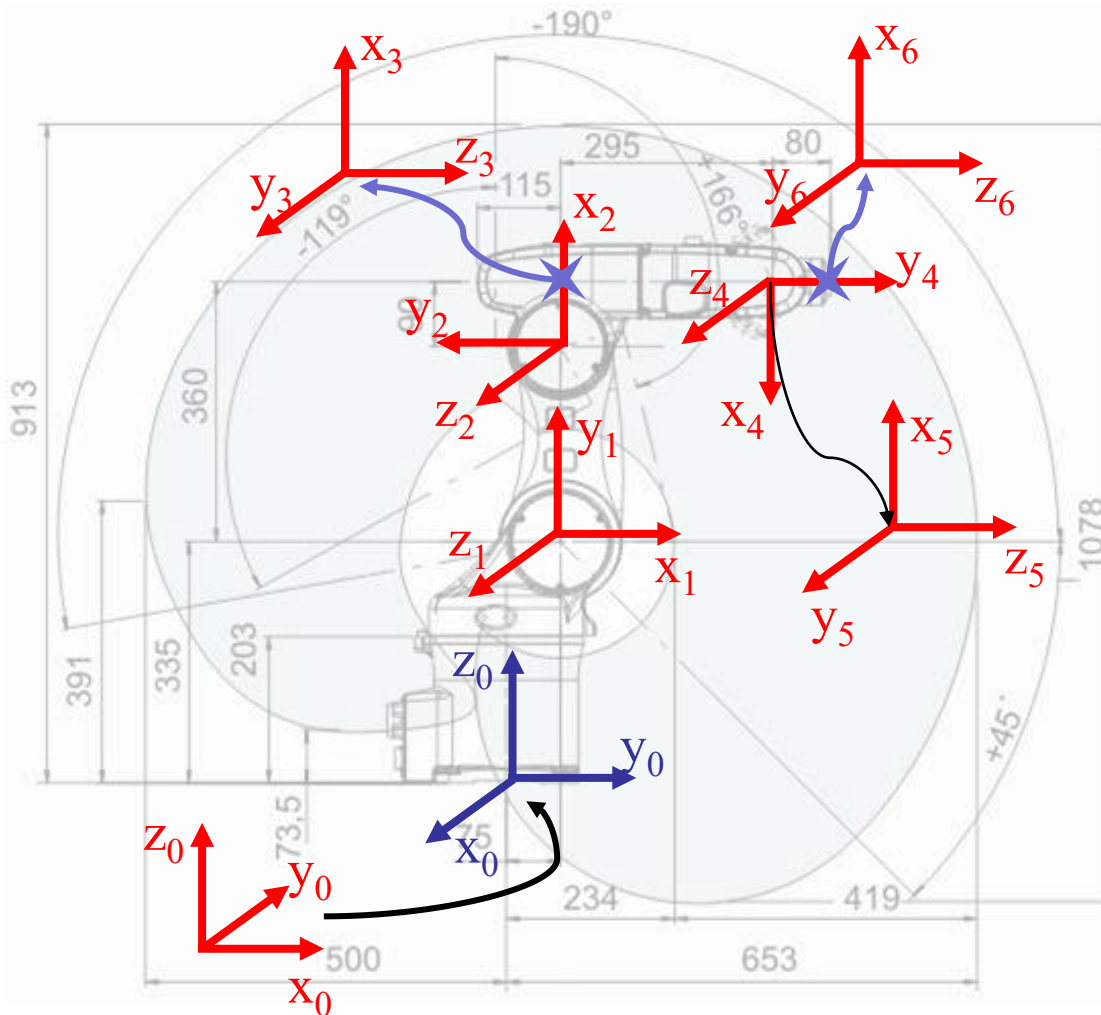 -190°
x₃
x₆
z₃
295
80
y₃
y₆
z₆
115
+166°
-119°
x₂
z₄
y₄
90
y₂
913
360
z₂
x₄
y₁
x₅
1078
z₁
x₁
z₅
y₅
391
335
203
z₀
+45°
y₀
73,5
75
x₀
z₀
y₀
234
419
500
653
x₀